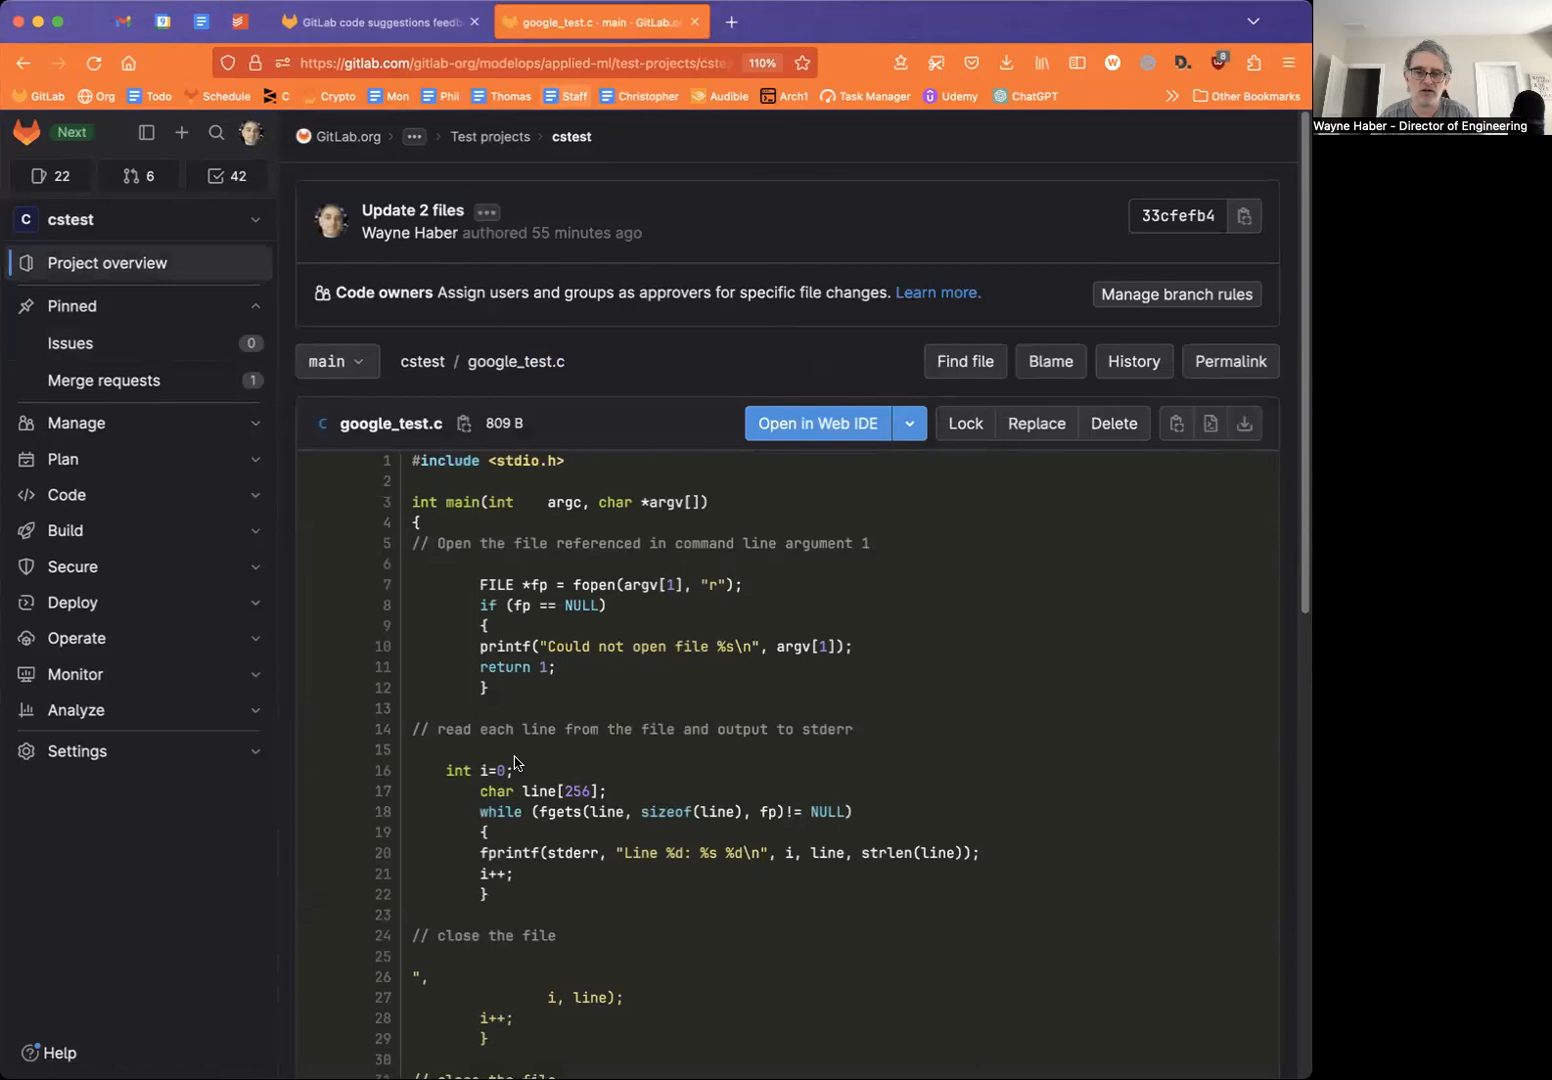 GitLab code suggestions feedb
google_test.c · main · GitLab.o
https://gitlab.com/gitlab-org/modelops/applied-ml/test-projects/cste
110%
8
GitLab
Org
Todo
Schedule
C
Crypto
Mon
Phil
Thomas
Staff
Christopher
Audible
Arch1
Task Manager
Udemy
ChatGPT
Other Bookmarks
Wayne Haber - Director of Engineering
Next
GitLab.org > ... > Test projects > cstest
22
6
42
C cstest
Project overview
Pinned
Issues 0
Merge requests 1
Manage
Plan
Code
Build
Secure
Deploy
Operate
Monitor
Analyze
Settings
Help
Update 2 files
Wayne Haber authored 55 minutes ago
33cfefb4
Code owners Assign users and groups as approvers for specific file changes. Learn more.
Manage branch rules
main
cstest / google_test.c
Find file
Blame
History
Permalink
C google_test.c 809 B
Open in Web IDE
Lock
Replace
Delete
1 #include <stdio.h>
2
3 int main(int    argc, char *argv[])
4 {
5 // Open the file referenced in command line argument 1
6
7         FILE *fp = fopen(argv[1], "r");
8         if (fp == NULL)
9         {
10         printf("Could not open file %s\n", argv[1]);
11         return 1;
12         }
13
14 // read each line from the file and output to stderr
15
16     int i=0;
17         char line[256];
18         while (fgets(line, sizeof(line), fp)!= NULL)
19         {
20         fprintf(stderr, "Line %d: %s %d\n", i, line, strlen(line));
21         i++;
22         }
23
24 // close the file
25
26 ",
27                 i, line);
28         i++;
29         }
30
// close the file